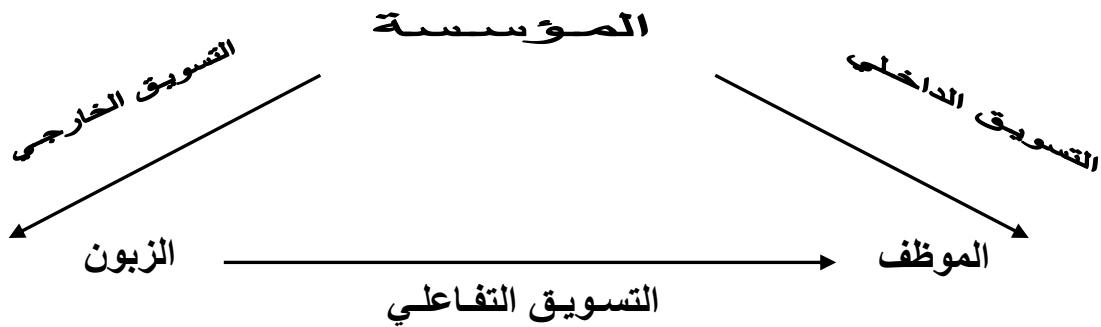 المؤسسة
التسويق الداخلي
التسويق الخارجي
الموظف
الزبون
التسويق التفاعلي